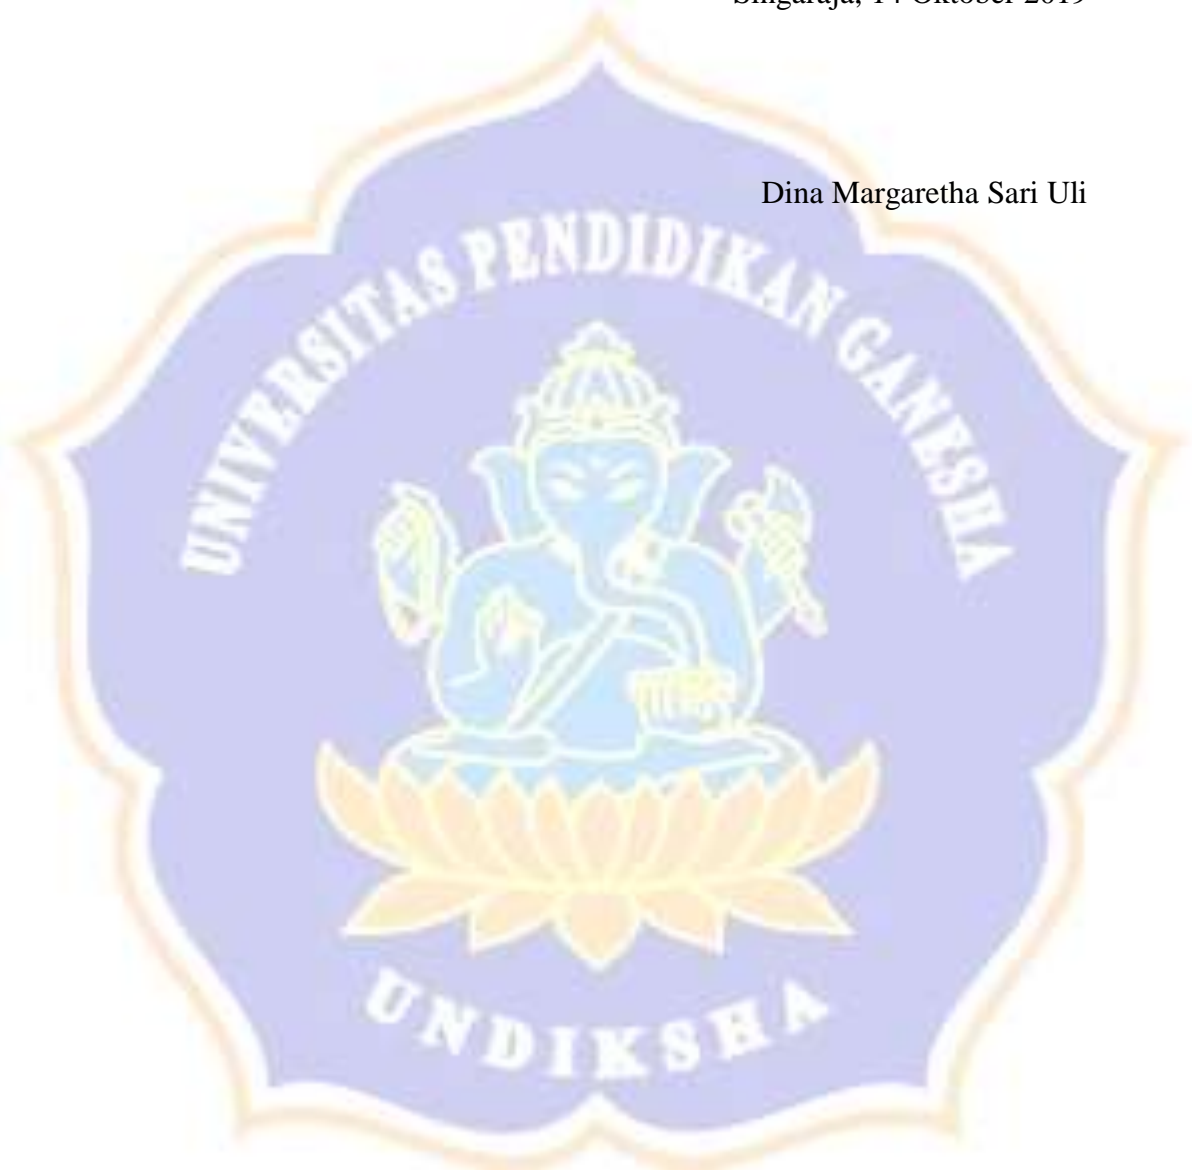 Singaraja, 14 Oktober 2019
Dina Margaretha Sari Uli
UNIVERSITAS PENDIDIKAN GANESHA
UNDIKSHA